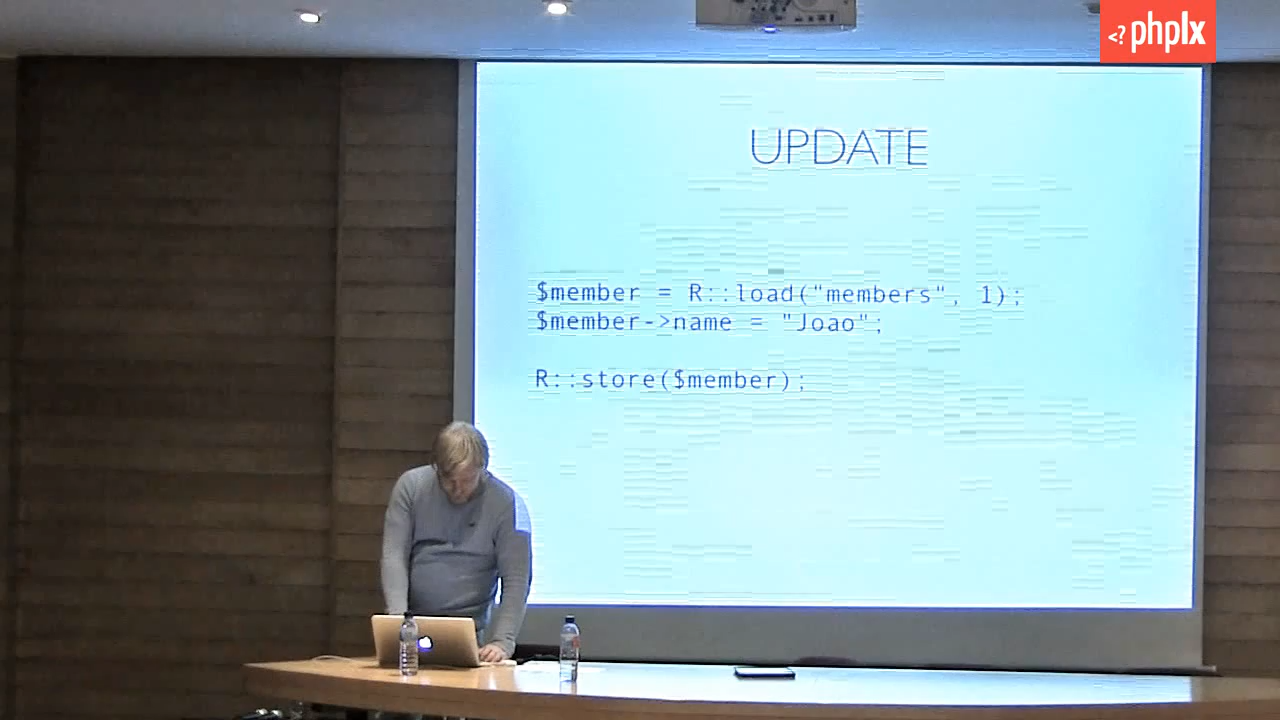 <? phplx
UPDATE
$member = R::load("members", 1);
$member->name = "Joao";
R::store($member);